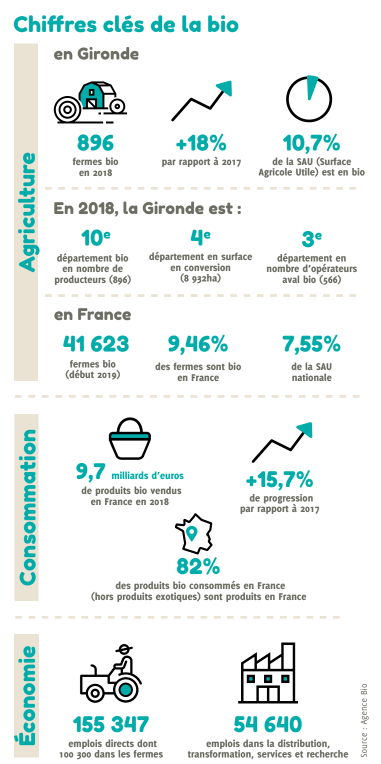 Chiffres clés de la bio
Agriculture
en Gironde
896
fermes bio
en 2018
+18%
par rapport à 2017
10,7%
de la SAU (Surface
Agricole Utile) est en bio
En 2018, la Gironde est :
10e
département bio
en nombre de
producteurs (896)
4e
département en surface
en conversion
(8 932ha)
3e
département en
nombre d'opérateurs
aval bio (566)
en France
41 623
fermes bio
(début 2019)
9,46%
des fermes sont bio
en France
7,55%
de la SAU
nationale
Consommation
9,7 milliards d'euros
de produits bio vendus
en France en 2018
+15,7%
de progression
par rapport à 2017
82%
des produits bio consommés en France
(hors produits exotiques) sont produits en France
Économie
155 347
emplois directs dont
100 300 dans les fermes
54 640
emplois dans la distribution,
transformation, services et recherche
Source : Agence Bio